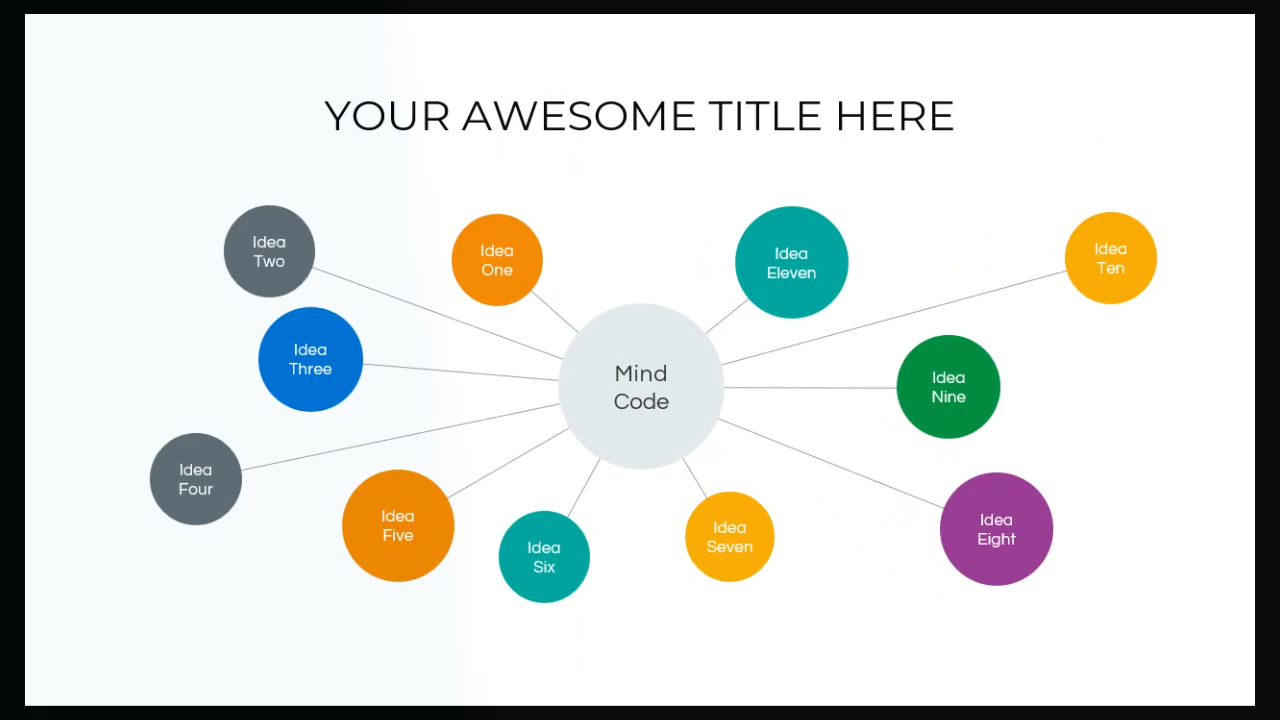 YOUR AWESOME TITLE HERE
Idea
Two
Idea
One
Idea
Eleven
Idea
Ten
Idea
Three
Mind
Code
Idea
Nine
Idea
Four
Idea
Five
Idea
Six
Idea
Seven
Idea
Eight